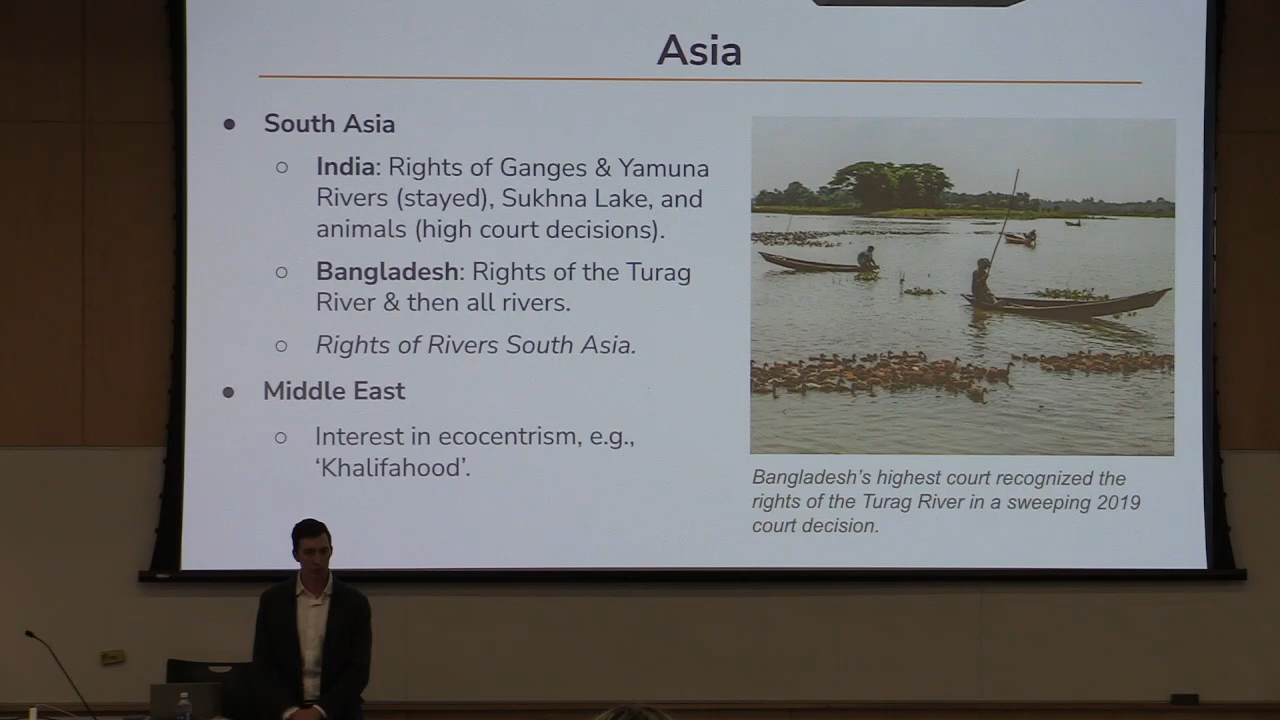 Asia
● South Asia
○ India: Rights of Ganges & Yamuna
Rivers (stayed), Sukhna Lake, and
animals (high court decisions).
○ Bangladesh: Rights of the Turag
River & then all rivers.
○ Rights of Rivers South Asia.
● Middle East
○ Interest in ecocentrism, e.g.,
‘Khalifahood’.
Bangladesh’s highest court recognized the
rights of the Turag River in a sweeping 2019
court decision.